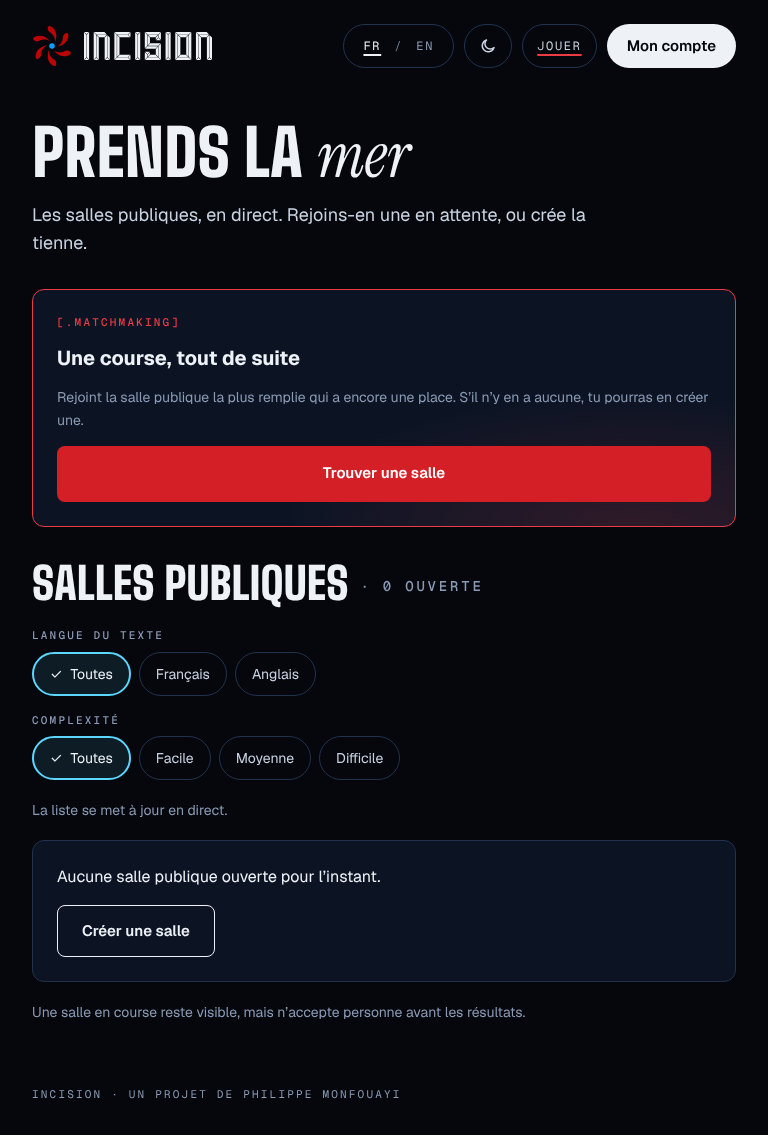 INCISION
FR / EN
JOUER
Mon compte
PRENDS LA mer
Les salles publiques, en direct. Rejoins-en une en attente, ou crée la
tienne.
[.MATCHMAKING]
Une course, tout de suite
Rejoint la salle publique la plus remplie qui a encore une place. S’il n’y en a aucune, tu pourras en créer
une.
Trouver une salle
SALLES PUBLIQUES · 0 OUVERTE
LANGUE DU TEXTE
✓ Toutes Français Anglais
COMPLEXITÉ
✓ Toutes Facile Moyenne Difficile
La liste se met à jour en direct.
Aucune salle publique ouverte pour l’instant.
Créer une salle
Une salle en course reste visible, mais n’accepte personne avant les résultats.
INCISION · UN PROJET DE PHILIPPE MONFOUAYI